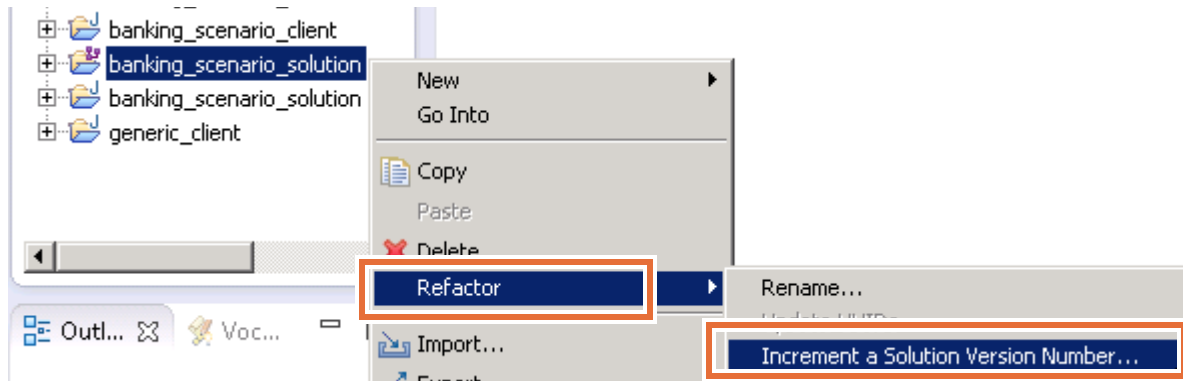 banking_scenario_client
banking_scenario_solution
banking_scenario_solution
generic_client
New
Go Into
Copy
Paste
Delete
Refactor
Import...
Outl...
Voc...
Rename...
Increment a Solution Version Number...